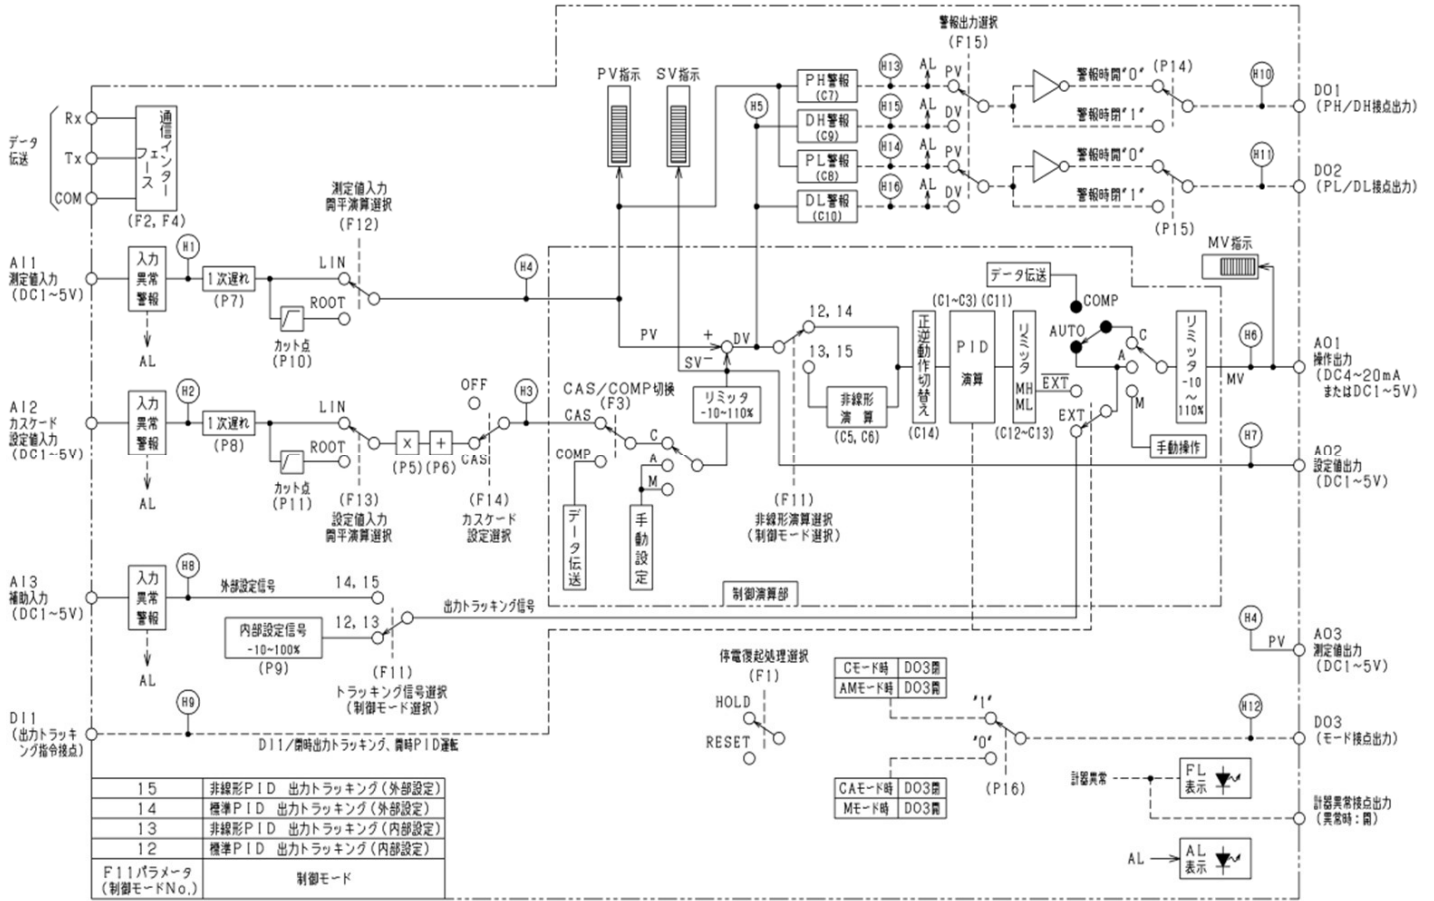 警報出力選択
(F15)
PV指示
SV指示
PH警報
(C7)
DH警報
(C9)
PL警報
(C8)
DL警報
(C10)
H13
H15
H14
H16
H5
AL
AL
AL
AL
PV
DV
PV
DV
警報時開"0"
警報時閉"1"
(P14)
警報時開"0"
警報時閉"1"
(P15)
H10
H11
DO1
(PH/DH接点出力)
DO2
(PL/DL接点出力)
データ
伝送
Rx
Tx
COM
通信インター
フェース
(F2, F4)
測定値入力
開平演算選択
(F12)
AI1
測定値入力
(DC1~5V)
入力
異常
警報
AL
H1
1次遅れ
(P7)
LIN
ROOT
カット点
(P10)
H4
PV
SV
+
−
DV
リミッタ
-10~110%
12, 14
13, 15
非線形
演算
(C5, C6)
(F11)
非線形演算選択
(制御モード選択)
正逆動作切替え
(C14)
(C1~C3)
(C11)
PID
演算
リミッタ
MH
ML
(C12~C13)
データ伝送
COMP
AUTO
EXT
EXT
C
A
M
手動操作
リミッタ
-10
~
110%
MV指示
MV
H6
AO1
操作出力
(DC4~20mA
またはDC1~5V)
H7
AO2
設定値出力
(DC1~5V)
AI2
カスケード
設定値入力
(DC1~5V)
入力
異常
警報
AL
H2
1次遅れ
(P8)
LIN
ROOT
カット点
(P11)
(F13)
設定値入力
開平演算選択
×
(P5)
+
(P6)
OFF
CAS
(F14)
カスケード
設定選択
H3
CAS/COMP切換
(F3)
CAS
COMP
C
A
M
データ伝送
手動設定
制御演算部
AI3
補助入力
(DC1~5V)
入力
異常
警報
AL
H8
外部設定信号
14, 15
12, 13
内部設定信号
-10~100%
(P9)
出力トラッキング信号
(F11)
トラッキング信号選択
(制御モード選択)
H4
PV
AO3
測定値出力
(DC1~5V)
DI1
(出力トラッキ
ング指令接点)
H9
DI1/閉時出力トラッキング、開時PID運転
停電復起処理選択
(F1)
HOLD
RESET
Cモード時 DO3閉
AMモード時 DO3開
"1"
"0"
CAモード時 DO3閉
Mモード時 DO3開
(P16)
H12
DO3
(モード接点出力)
計器異常
FL
表示
計器異常接点出力
(異常時：開)
AL
AL
表示
15 非線形PID 出力トラッキング(外部設定)
14 標準PID 出力トラッキング(外部設定)
13 非線形PID 出力トラッキング(内部設定)
12 標準PID 出力トラッキング(内部設定)
F11パラメータ
(制御モードNo.)
制御モード